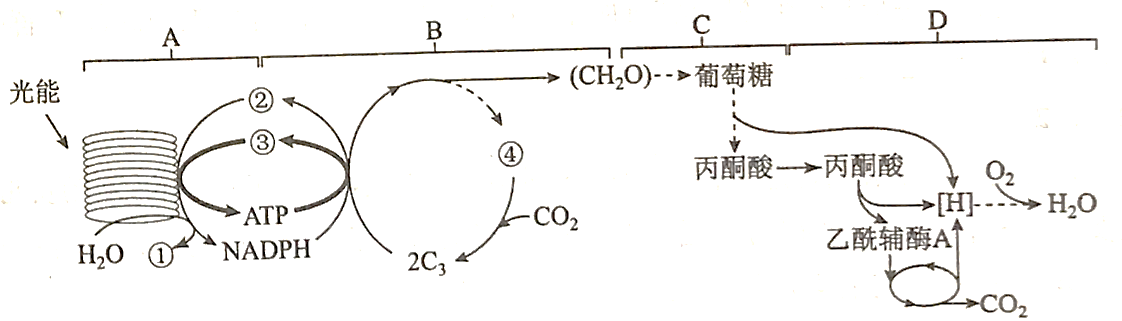 A B C D
光能
(CH₂O) 葡萄糖
②
③
④
丙酮酸 丙酮酸 [H] O₂ H₂O
ATP
CO₂
H₂O ① NADPH
2C₃
乙酰辅酶A
CO₂